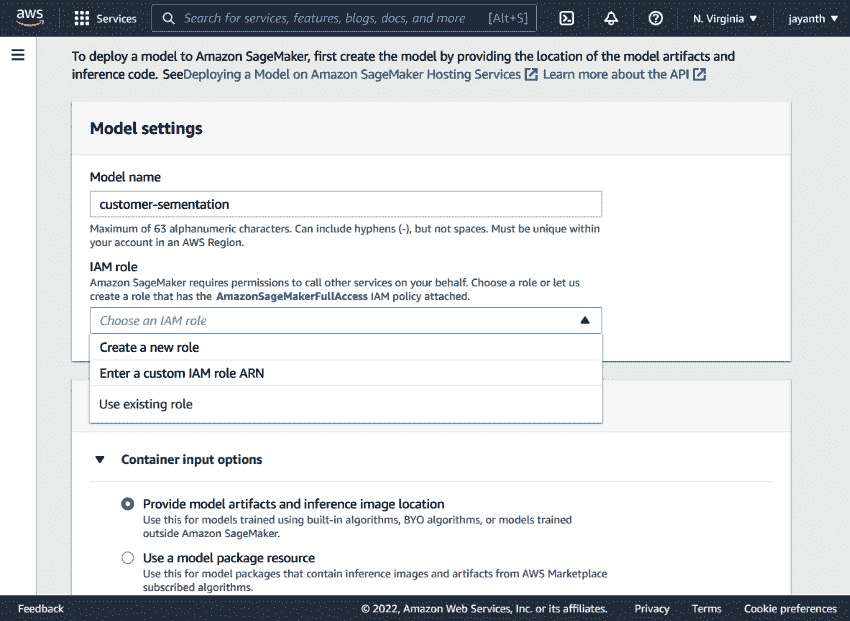 aws
Services
Search for services, features, blogs, docs, and more [Alt+S]
N. Virginia ▼
jayanth ▼
To deploy a model to Amazon SageMaker, first create the model by providing the location of the model artifacts and
inference code. SeeDeploying a Model on Amazon SageMaker Hosting Services Learn more about the API
Model settings
Model name
customer-sementation
Maximum of 63 alphanumeric characters. Can include hyphens (-), but not spaces. Must be unique within
your account in an AWS Region.
IAM role
Amazon SageMaker requires permissions to call other services on your behalf. Choose a role or let us
create a role that has the AmazonSageMakerFullAccess IAM policy attached.
Choose an IAM role
Create a new role
Enter a custom IAM role ARN
Use existing role
Container input options
Provide model artifacts and inference image location
Use this for models trained using built-in algorithms, BYO algorithms, or models trained
outside Amazon SageMaker.
Use a model package resource
Use this for model packages that contain inference images and artifacts from AWS Marketplace
subscribed algorithms.
Feedback
© 2022, Amazon Web Services, Inc. or its affiliates.
Privacy
Terms
Cookie preferences